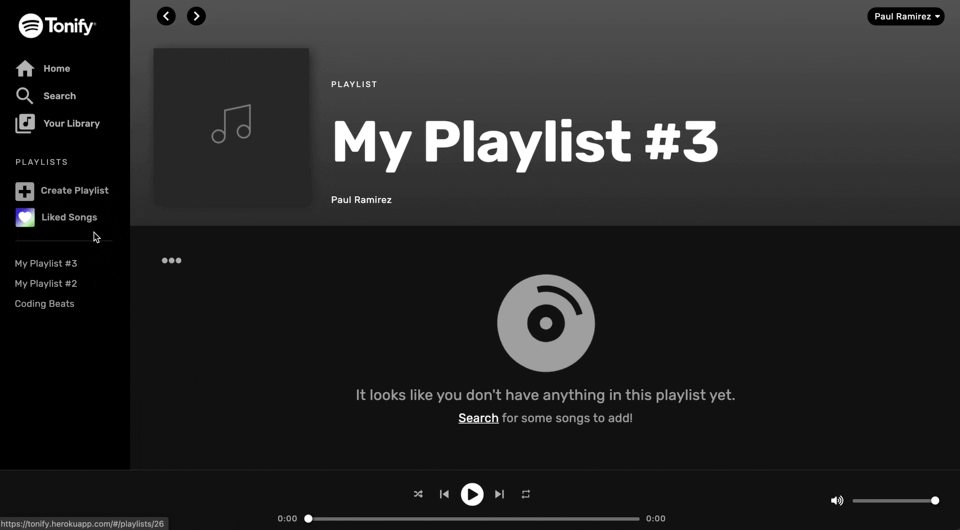 Tonify
Home
Search
Your Library
PLAYLISTS
Create Playlist
Liked Songs
My Playlist #3
My Playlist #2
Coding Beats
Paul Ramirez
PLAYLIST
My Playlist #3
Paul Ramirez
It looks like you don't have anything in this playlist yet.
Search for some songs to add!
0:00
0:00
https://tonify.herokuapp.com/#/playlists/26